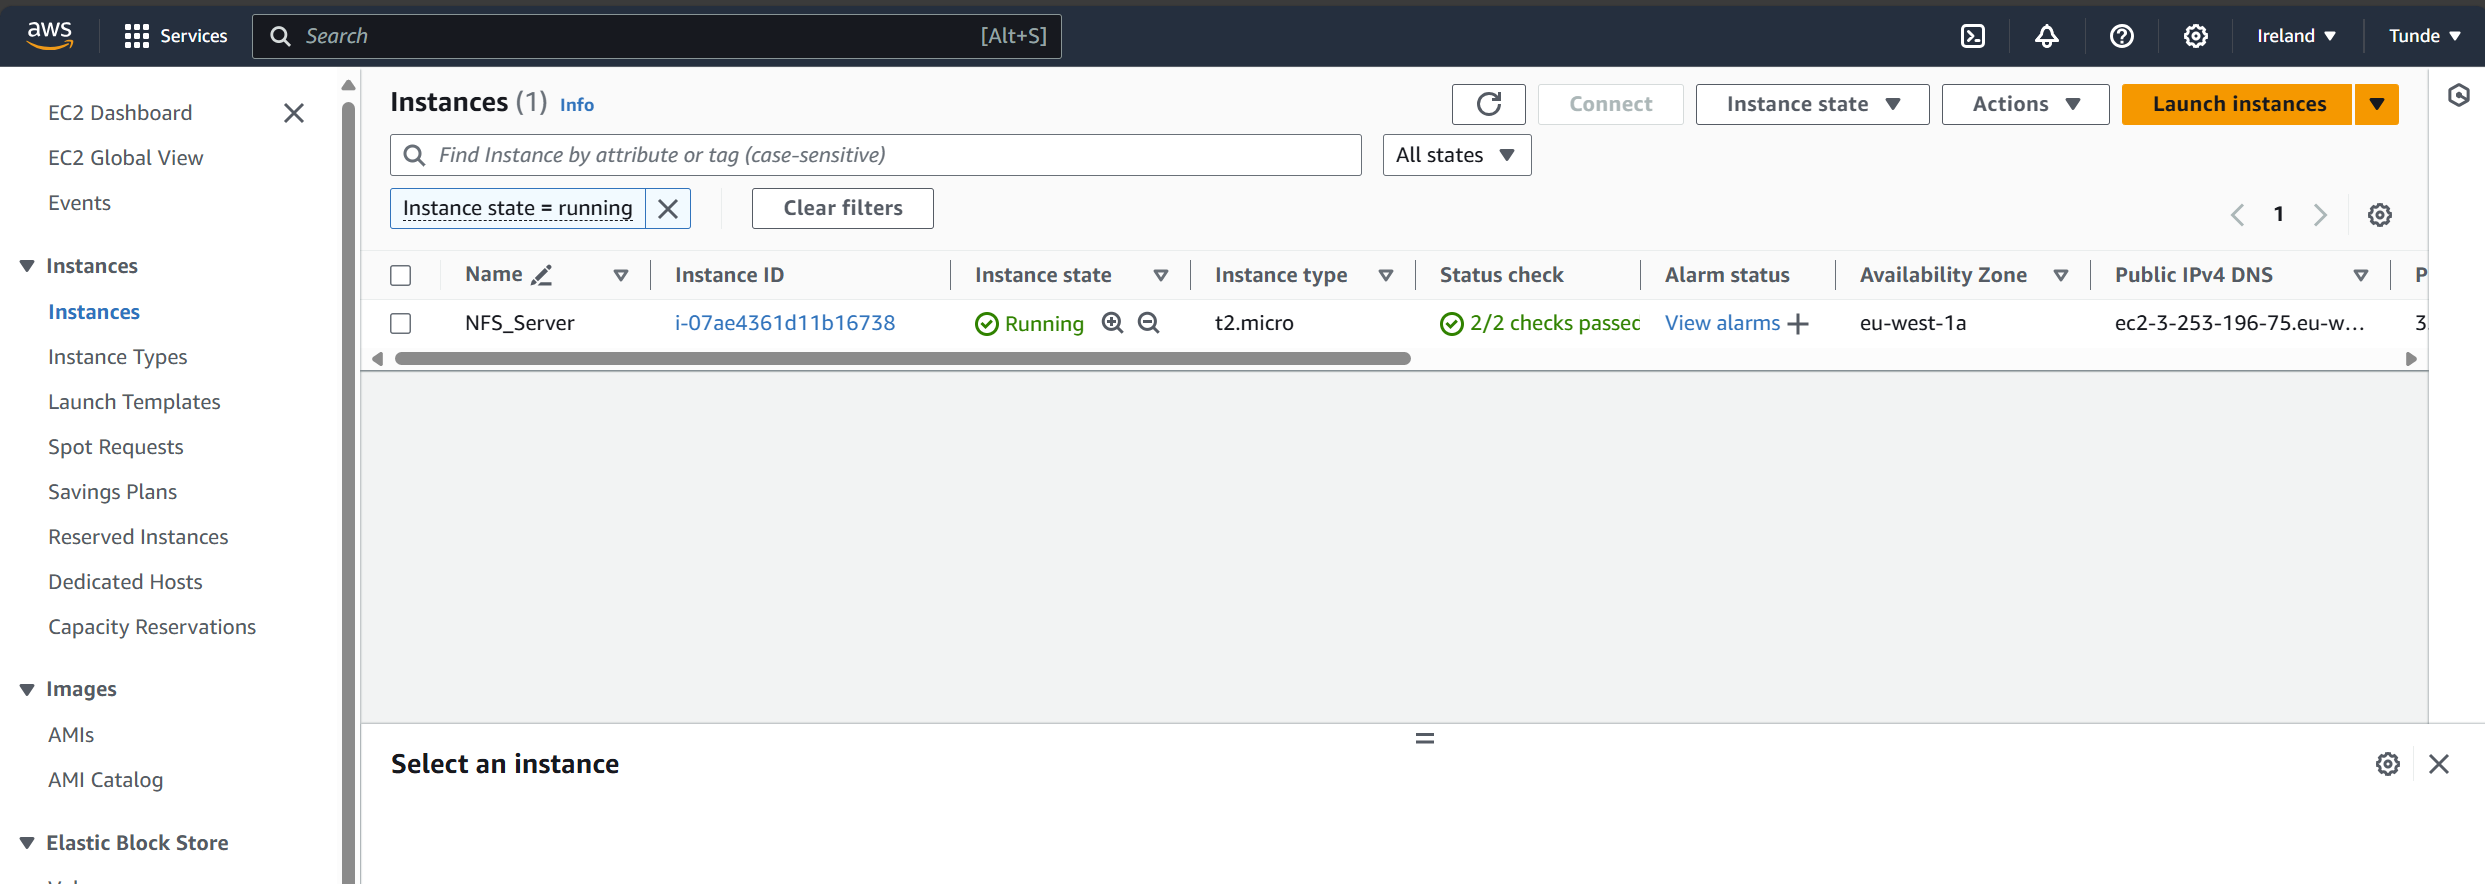 aws Services Search [Alt+S] Ireland Tunde
EC2 Dashboard
EC2 Global View
Events
Instances
Instances
Instance Types
Launch Templates
Spot Requests
Savings Plans
Reserved Instances
Dedicated Hosts
Capacity Reservations
Images
AMIs
AMI Catalog
Elastic Block Store
Instances (1) Info Connect Instance state Actions Launch instances
Find Instance by attribute or tag (case-sensitive) All states
Instance state = running Clear filters 1
Name Instance ID Instance state Instance type Status check Alarm status Availability Zone Public IPv4 DNS P
NFS_Server i-07ae4361d11b16738 Running t2.micro 2/2 checks passed View alarms eu-west-1a ec2-3-253-196-75.eu-w... 3
Select an instance